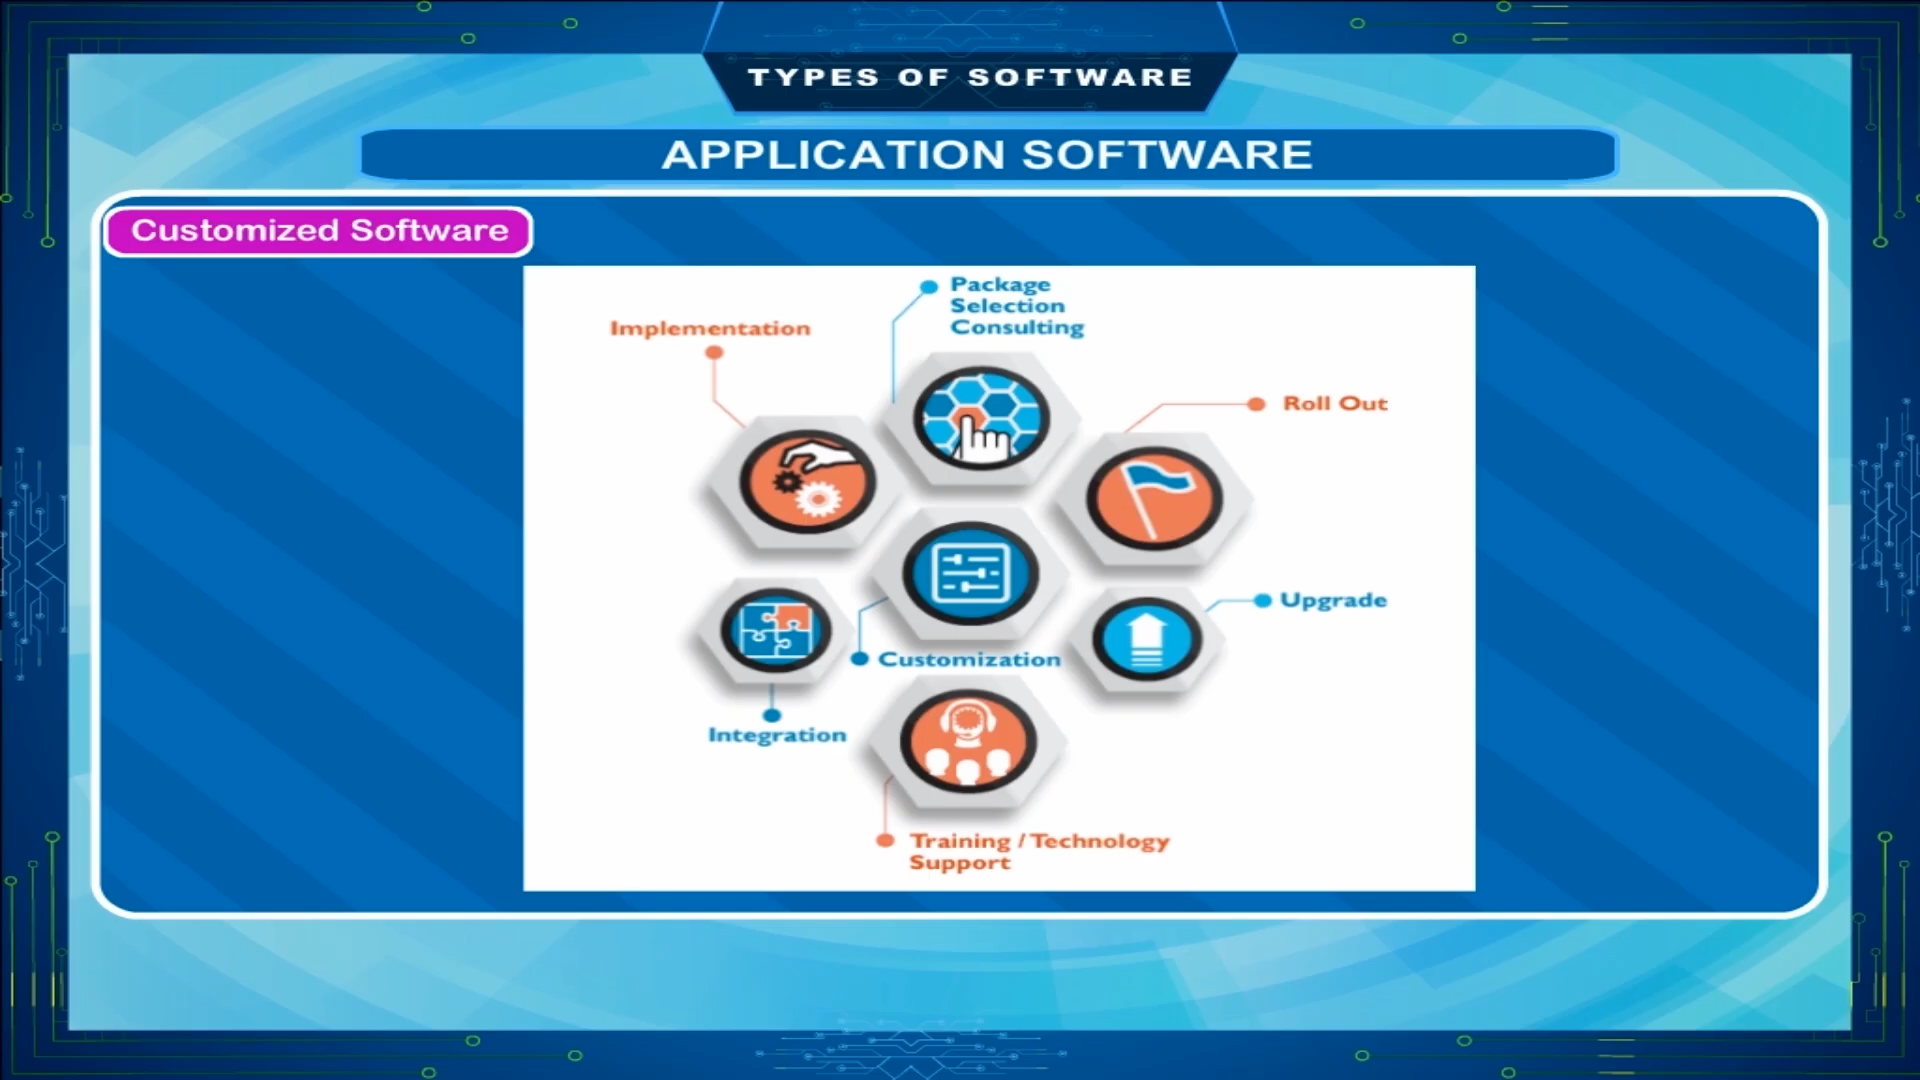 TYPES OF SOFTWARE
APPLICATION SOFTWARE
Customized Software
Package
Selection
Consulting
Implementation
Roll Out
Upgrade
Customization
Integration
Training / Technology
Support